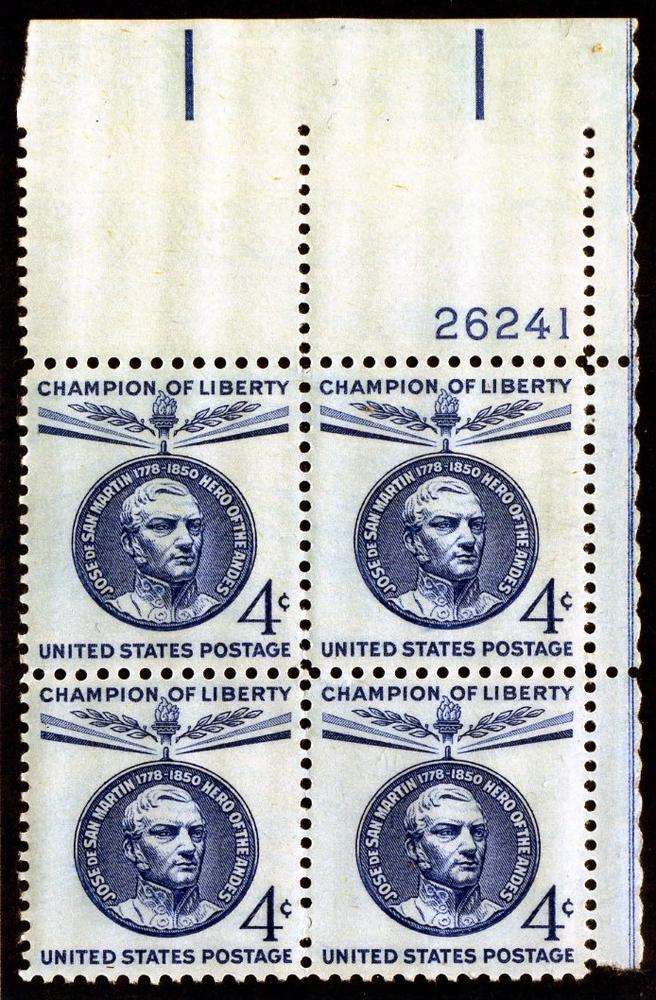 26241
CHAMPION OF LIBERTY
JOSE DE SAN MARTIN 1778-1850 HERO OF THE ANDES
4¢
UNITED STATES POSTAGE
CHAMPION OF LIBERTY
JOSE DE SAN MARTIN 1778-1850 HERO OF THE ANDES
4¢
UNITED STATES POSTAGE
CHAMPION OF LIBERTY
JOSE DE SAN MARTIN 1778-1850 HERO OF THE ANDES
4¢
UNITED STATES POSTAGE
CHAMPION OF LIBERTY
JOSE DE SAN MARTIN 1778-1850 HERO OF THE ANDES
4¢
UNITED STATES POSTAGE